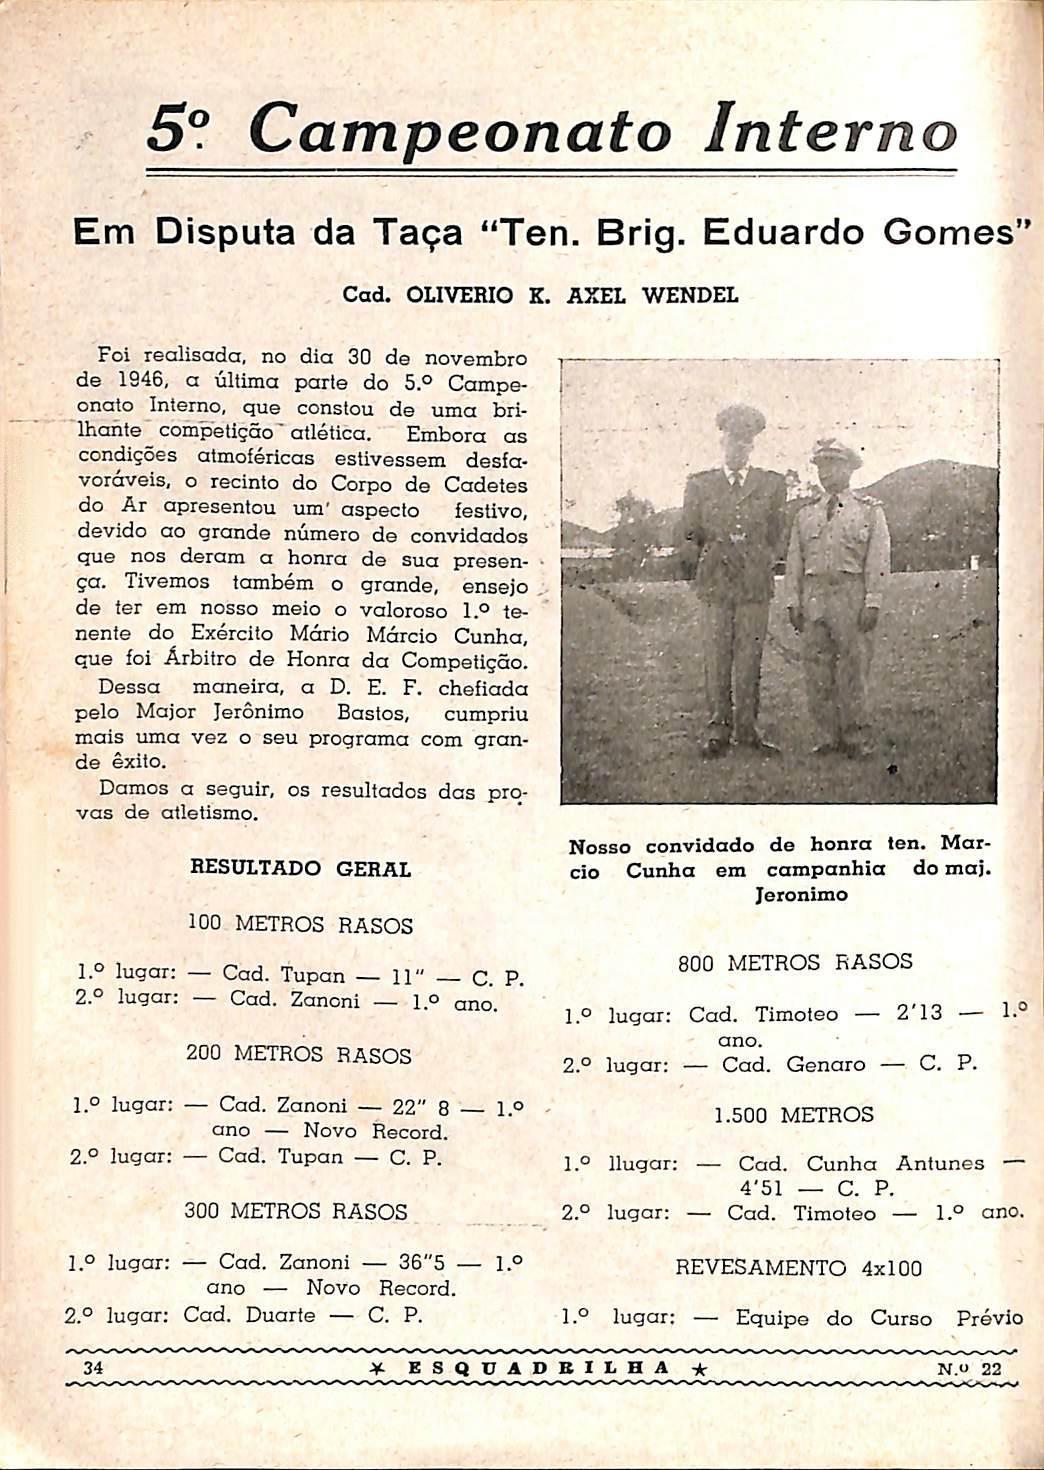 5º. Campeonato Interno
Em Disputa da Taça “Ten. Brig. Eduardo Gomes”
Cad. OLIVERIO K. AXEL WENDEL
Foi realisada, no dia 30 de novembro
de 1946, a última parte do 5.º Campe-
onato Interno, que constou de uma bri-
lhante competição atlética. Embora as
condições atmoféricas estivessem desfa-
voráveis, o recinto do Corpo de Cadetes
do Ar apresentou um' aspecto festivo,
devido ao grande número de convidados
que nos deram a honra de sua presen-
ça. Tivemos também o grande, ensejo
de ter em nosso meio o valoroso 1.º te-
nente do Exército Mário Márcio Cunha,
que foi Árbitro de Honra da Competição.
Dessa maneira, a D. E. F. chefiada
pelo Major Jerônimo Bastos, cumpriu
mais uma vez o seu programa com gran-
de êxito.
Damos a seguir, os resultados das pro-
vas de atletismo.
RESULTADO GERAL
100 METROS RASOS
1.º lugar: — Cad. Tupan — 11" — C. P.
2.º lugar: — Cad. Zanoni — 1.º ano.
200 METROS RASOS
1.º lugar: — Cad. Zanoni — 22" 8 — 1.º
ano — Novo Record.
2.º lugar: — Cad. Tupan — C. P.
300 METROS RASOS
1.º lugar: — Cad. Zanoni — 36"5 — 1.º
ano — Novo Record.
2.º lugar: Cad. Duarte — C. P.
Nosso convidado de honra ten. Mar-
cio Cunha em campanhia do maj.
Jeronimo
800 METROS RASOS
1.º lugar: Cad. Timoteo — 2'13 — 1.º
ano.
2.º lugar: — Cad. Genaro — C. P.
1.500 METROS
1.º llugar: — Cad. Cunha Antunes —
4'51 — C. P.
2.º lugar: — Cad. Timoteo — 1.º ano.
REVESAMENTO 4x100
1.º lugar: — Equipe do Curso Prévio
34 ★ ESQUADRILHA ★ N.º 22